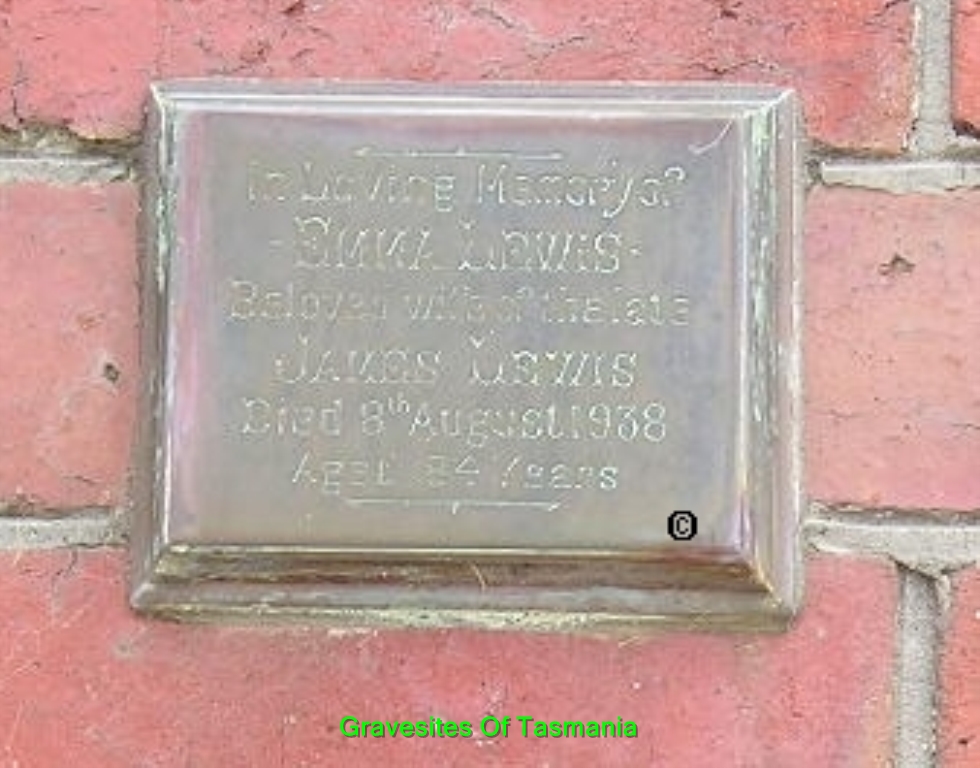 In Loving Memory of
- EMMA LEWIS -
Beloved wife of the late
JAMES LEWIS
Died 8th August 1938
Aged 84 Years
©
Gravesites Of Tasmania